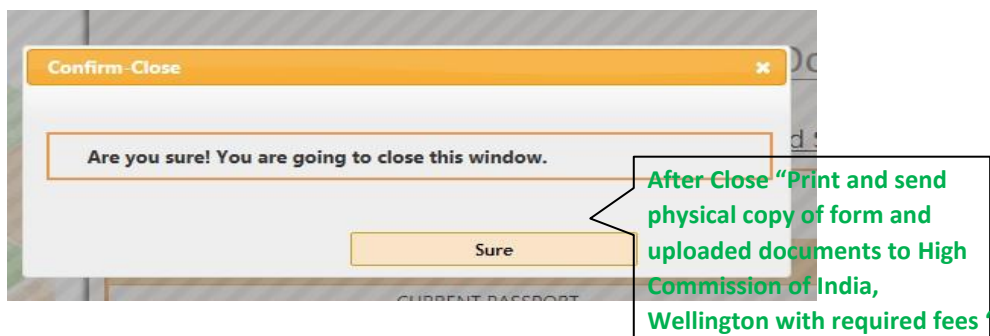 Confirm-Close
Are you sure! You are going to close this window.
Sure
After Close “Print and send
physical copy of form and
uploaded documents to High
Commission of India,
Wellington with required fees “
CURRENT PASSPORT